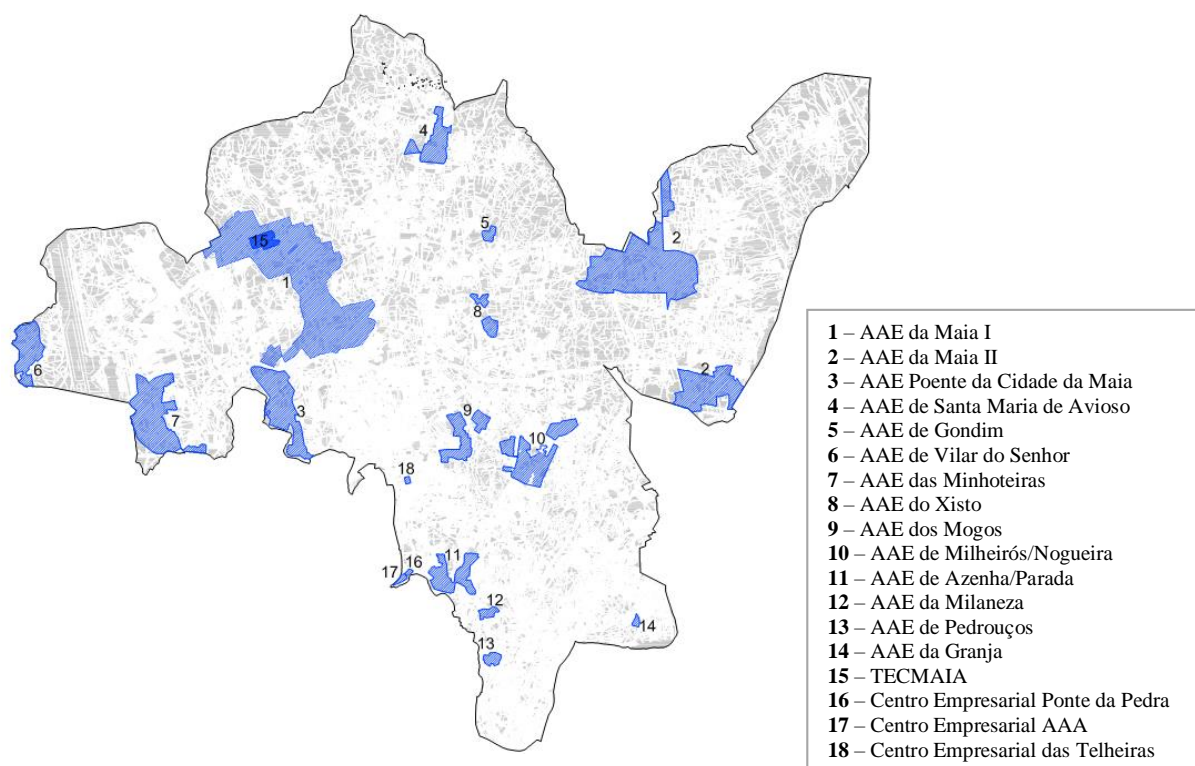 4
5
2
15
1
8
6
7
3
2
9
10
18
11
16
17
12
14
13
1 – AAE da Maia I
2 – AAE da Maia II
3 – AAE Poente da Cidade da Maia
4 – AAE de Santa Maria de Avioso
5 – AAE de Gondim
6 – AAE de Vilar do Senhor
7 – AAE das Minhoteiras
8 – AAE do Xisto
9 – AAE dos Mogos
10 – AAE de Milheirós/Nogueira
11 – AAE de Azenha/Parada
12 – AAE da Milaneza
13 – AAE de Pedrouços
14 – AAE da Granja
15 – TECMAIA
16 – Centro Empresarial Ponte da Pedra
17 – Centro Empresarial AAA
18 – Centro Empresarial das Telheiras